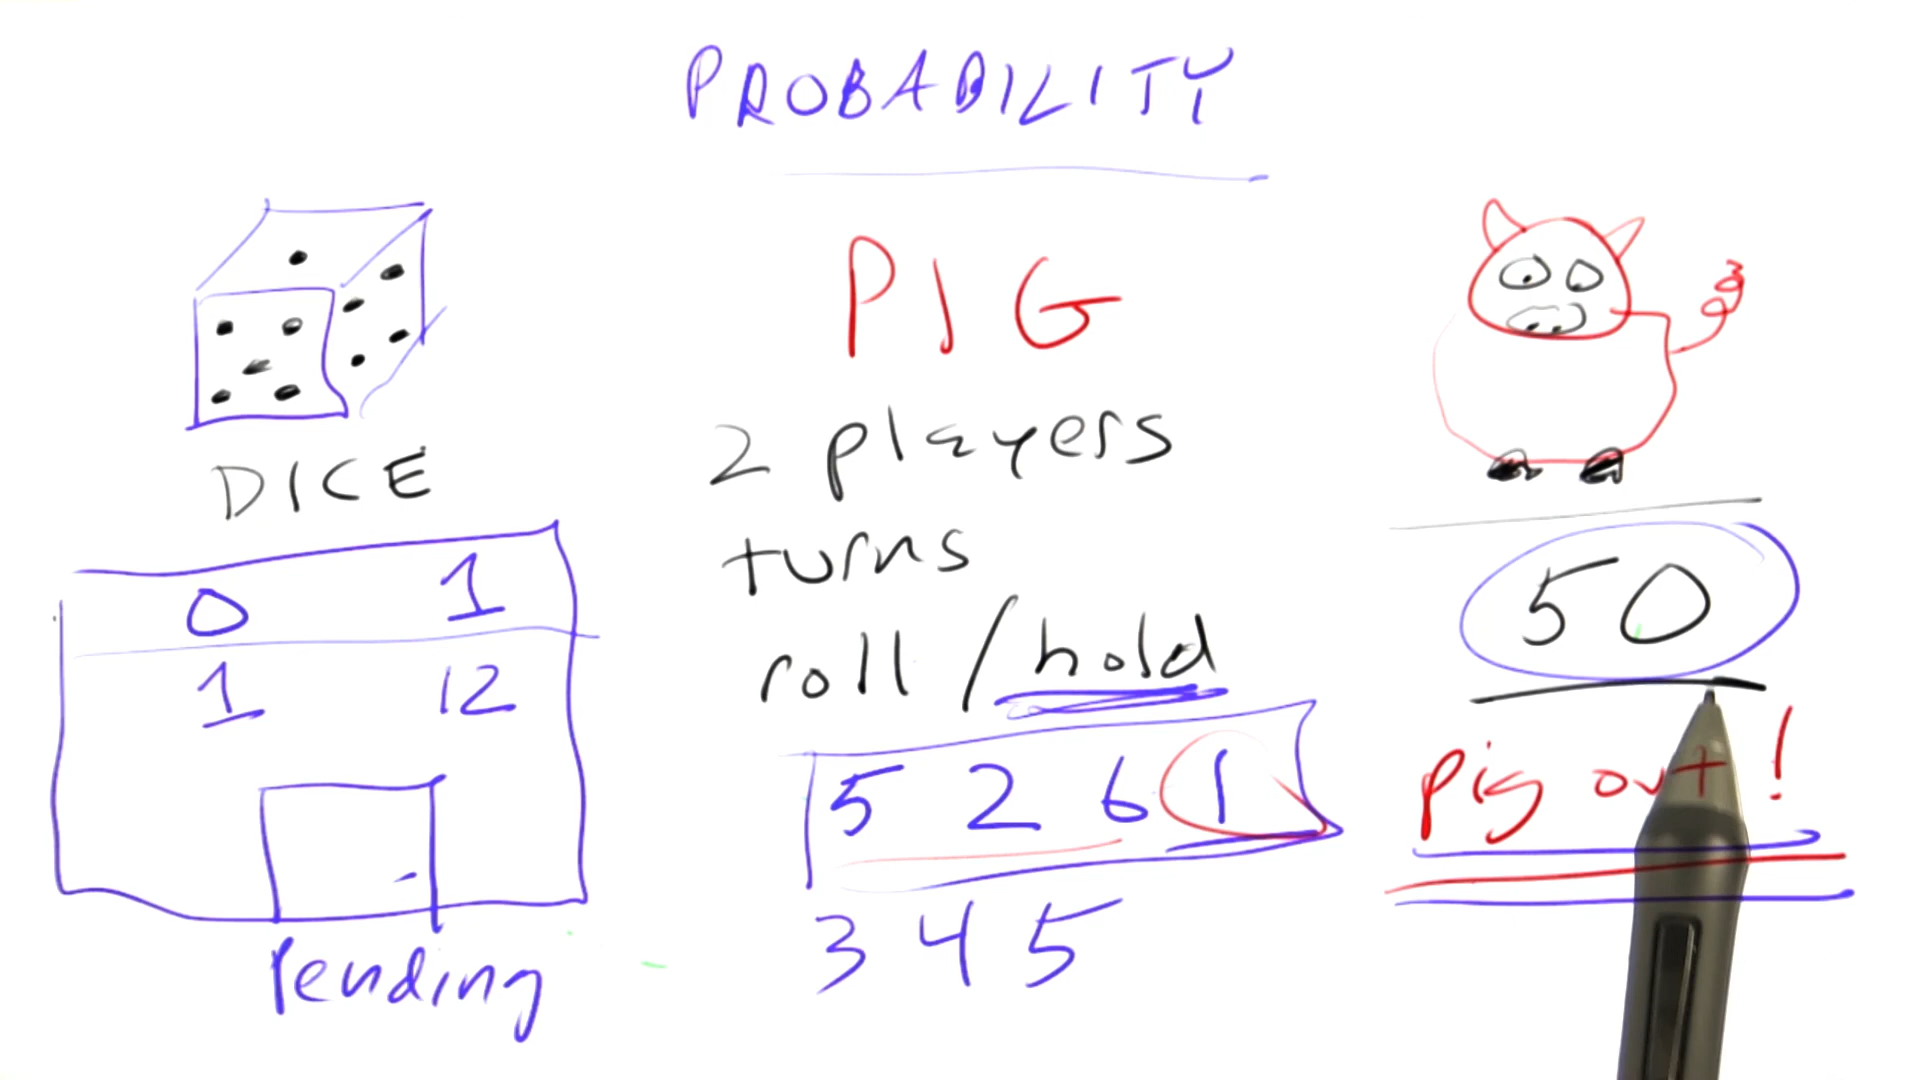 PROBABILITY
PIG
DICE
2 players
turns
roll / hold
0 1
1 12
Pending
5 2 6 1
3 4 5
50
pig out!